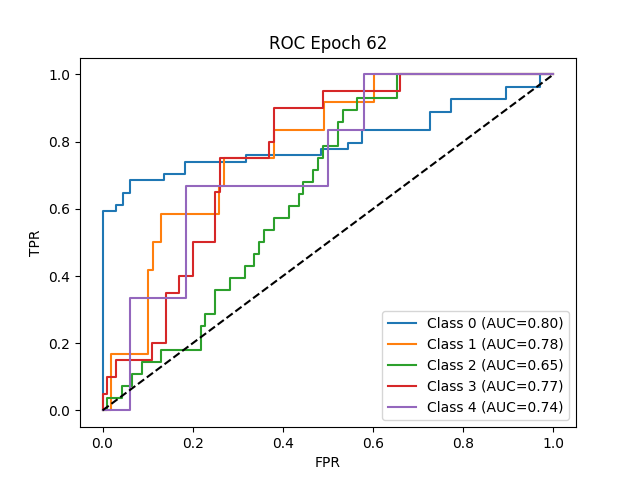 ROC Epoch 62
1.0
0.8
0.6
0.4
0.2
0.0
TPR
Class 0 (AUC=0.80)
Class 1 (AUC=0.78)
Class 2 (AUC=0.65)
Class 3 (AUC=0.77)
Class 4 (AUC=0.74)
0.0 0.2 0.4 0.6 0.8 1.0
FPR